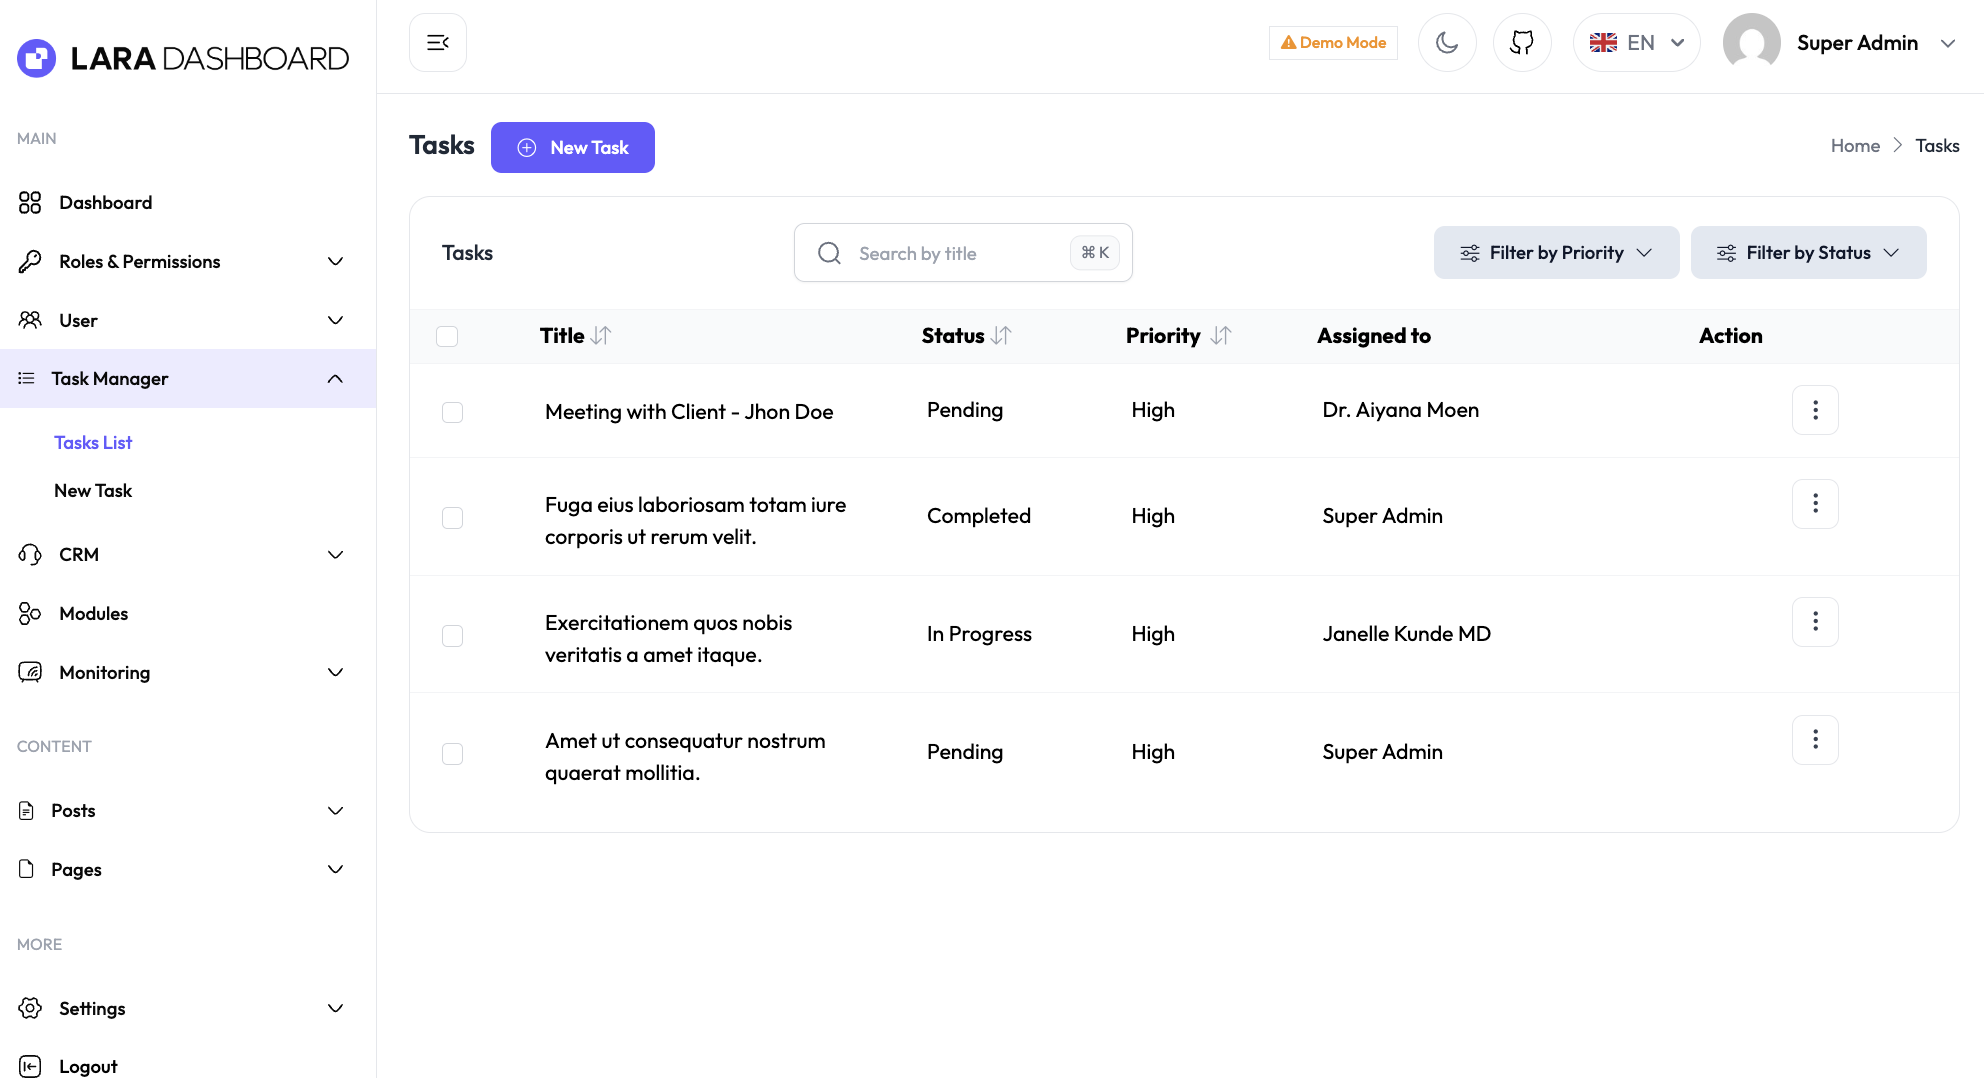 LARA DASHBOARD
Demo Mode
EN
Super Admin
MAIN
Dashboard
Roles & Permissions
User
Task Manager
Tasks List
New Task
CRM
Modules
Monitoring
CONTENT
Posts
Pages
MORE
Settings
Logout
Tasks
New Task
Home > Tasks
Tasks
Search by title
⌘ K
Filter by Priority
Filter by Status
Title Status Priority Assigned to Action
Meeting with Client - Jhon Doe Pending High Dr. Aiyana Moen
Fuga eius laboriosam totam iure
corporis ut rerum velit.
Completed High Super Admin
Exercitationem quos nobis
veritatis a amet itaque.
In Progress High Janelle Kunde MD
Amet ut consequatur nostrum
quaerat mollitia.
Pending High Super Admin